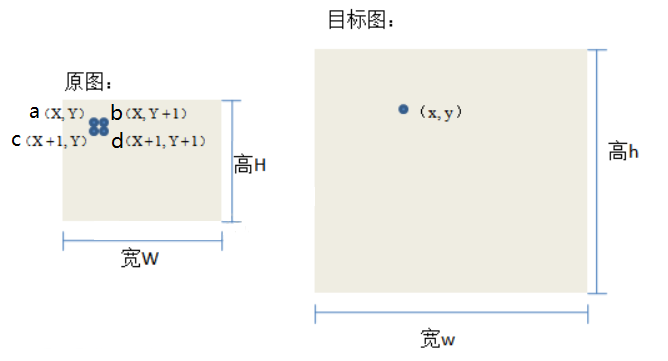 目标图：
原图：
a（X, Y） b（X, Y + 1）
c（X + 1, Y） d（X + 1, Y + 1）
高H
宽W
（x, y）
高h
宽w